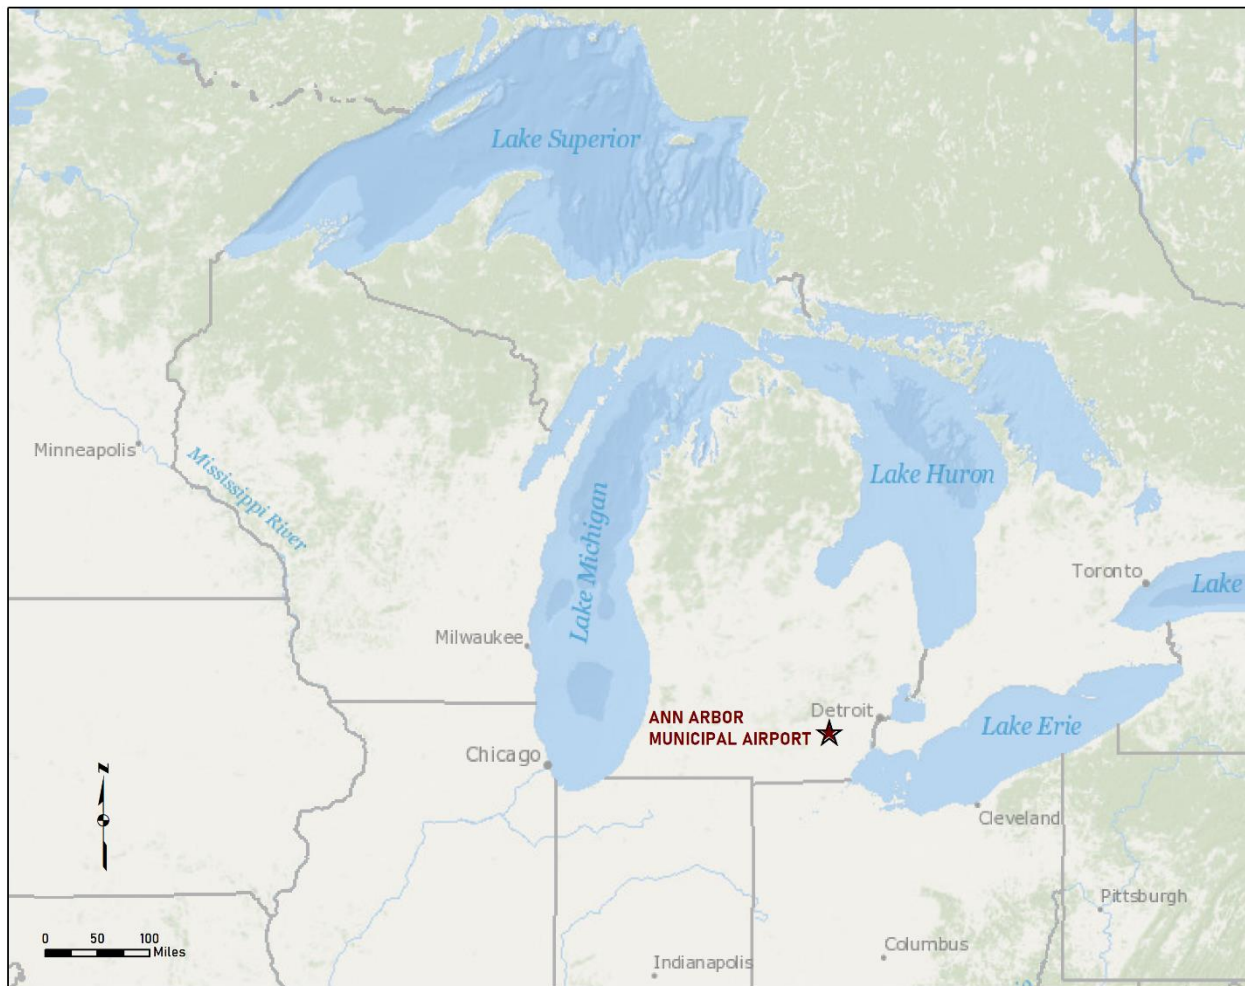 Lake Superior
Minneapolis
Mississippi River
Lake Michigan
Lake Huron
Toronto
Lake
Milwaukee
ANN ARBOR
MUNICIPAL AIRPORT
Detroit
Lake Erie
Chicago
Cleveland
N
Pittsburgh
0 50 100
Miles
Columbus
Indianapolis